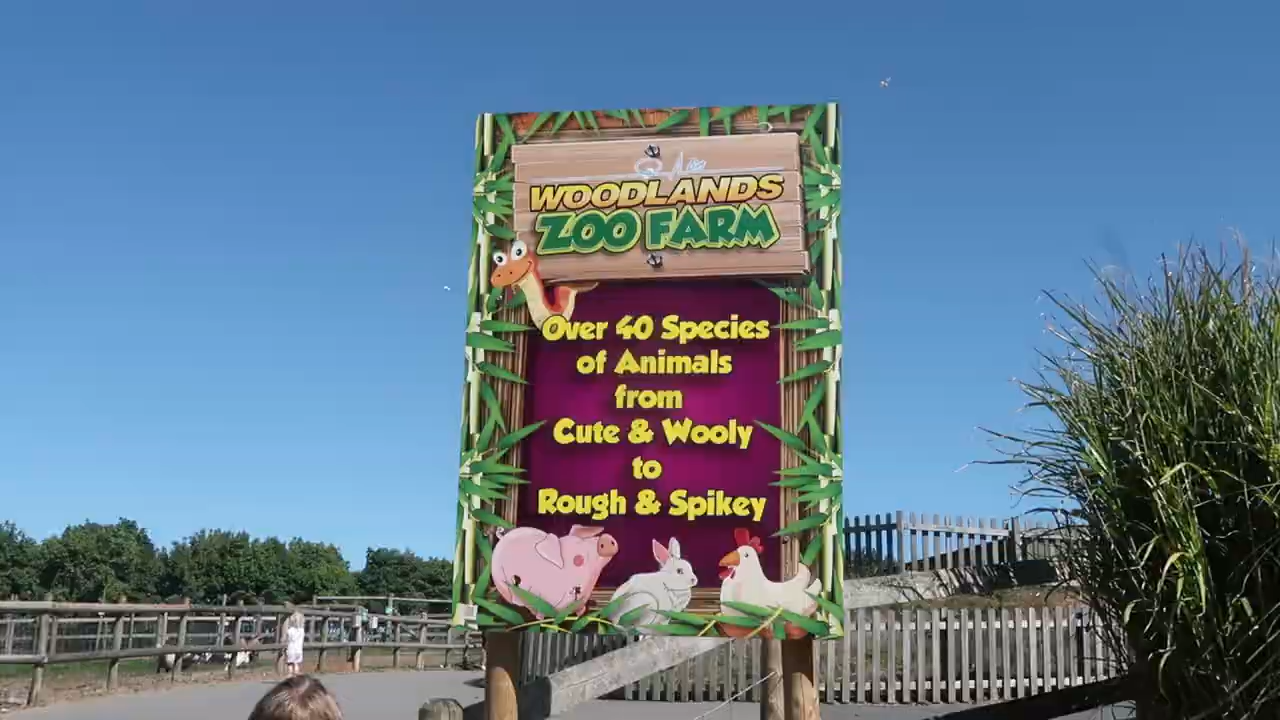 WOODLANDS
ZOO FARM
Over 40 Species
of Animals
from
Cute & Wooly
to
Rough & Spikey